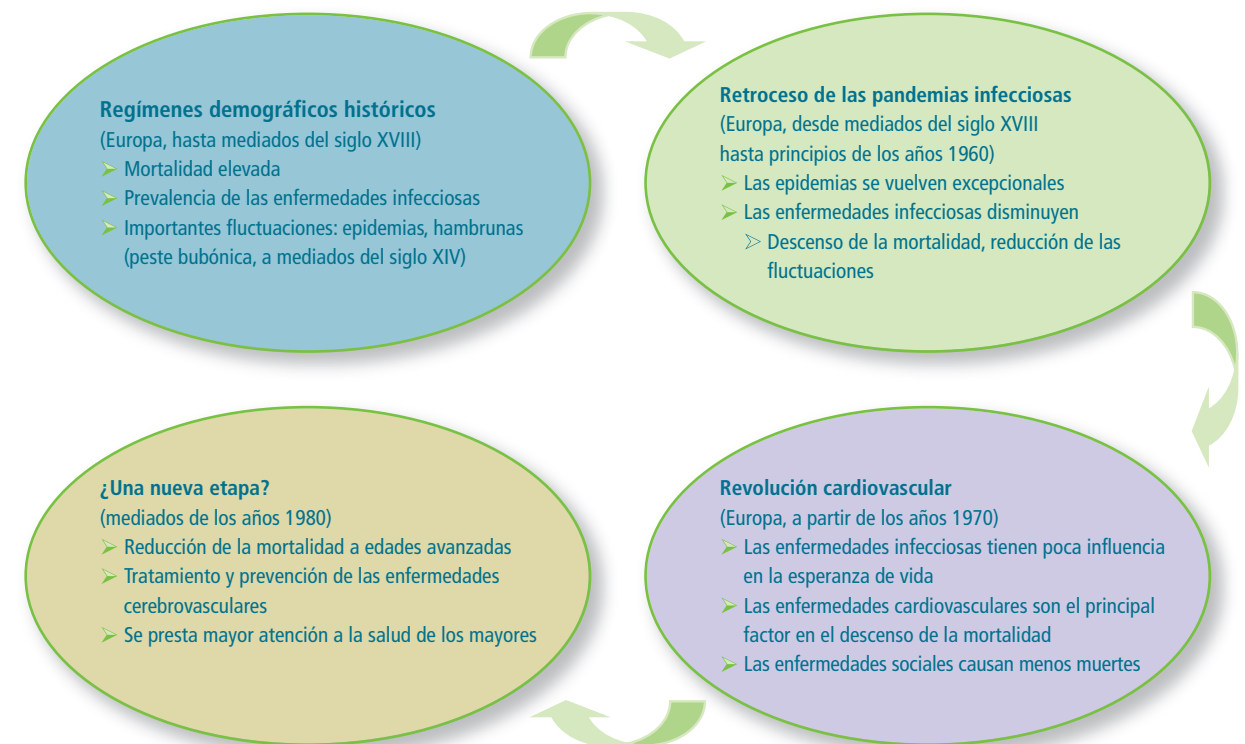 Regímenes demográficos históricos
(Europa, hasta mediados del siglo XVIII)
➢ Mortalidad elevada
➢ Prevalencia de las enfermedades infecciosas
➢ Importantes fluctuaciones: epidemias, hambrunas
(peste bubónica, a mediados del siglo XIV)
Retroceso de las pandemias infecciosas
(Europa, desde mediados del siglo XVIII
hasta principios de los años 1960)
➢ Las epidemias se vuelven excepcionales
➢ Las enfermedades infecciosas disminuyen
➢ Descenso de la mortalidad, reducción de las
fluctuaciones
Revolución cardiovascular
(Europa, a partir de los años 1970)
➢ Las enfermedades infecciosas tienen poca influencia
en la esperanza de vida
➢ Las enfermedades cardiovasculares son el principal
factor en el descenso de la mortalidad
➢ Las enfermedades sociales causan menos muertes
¿Una nueva etapa?
(mediados de los años 1980)
➢ Reducción de la mortalidad a edades avanzadas
➢ Tratamiento y prevención de las enfermedades
cerebrovasculares
➢ Se presta mayor atención a la salud de los mayores